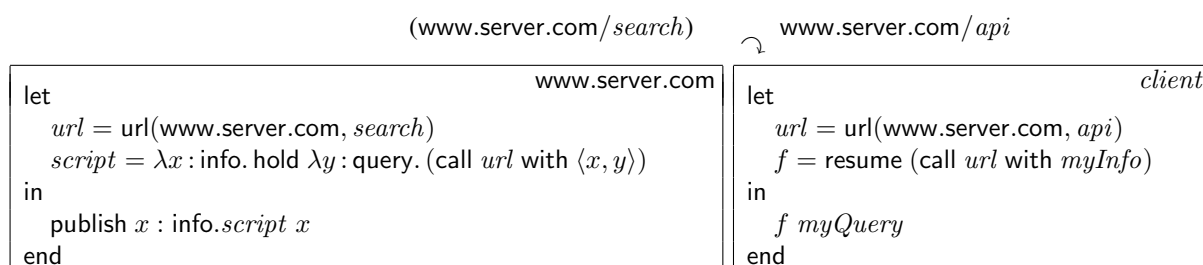 (www.server.com/search) ↷ www.server.com/api
www.server.com
let
url = url(www.server.com, search)
script = λx : info. hold λy : query. (call url with ⟨x, y⟩)
in
publish x : info.script x
end
client
let
url = url(www.server.com, api)
f = resume (call url with myInfo)
in
f myQuery
end